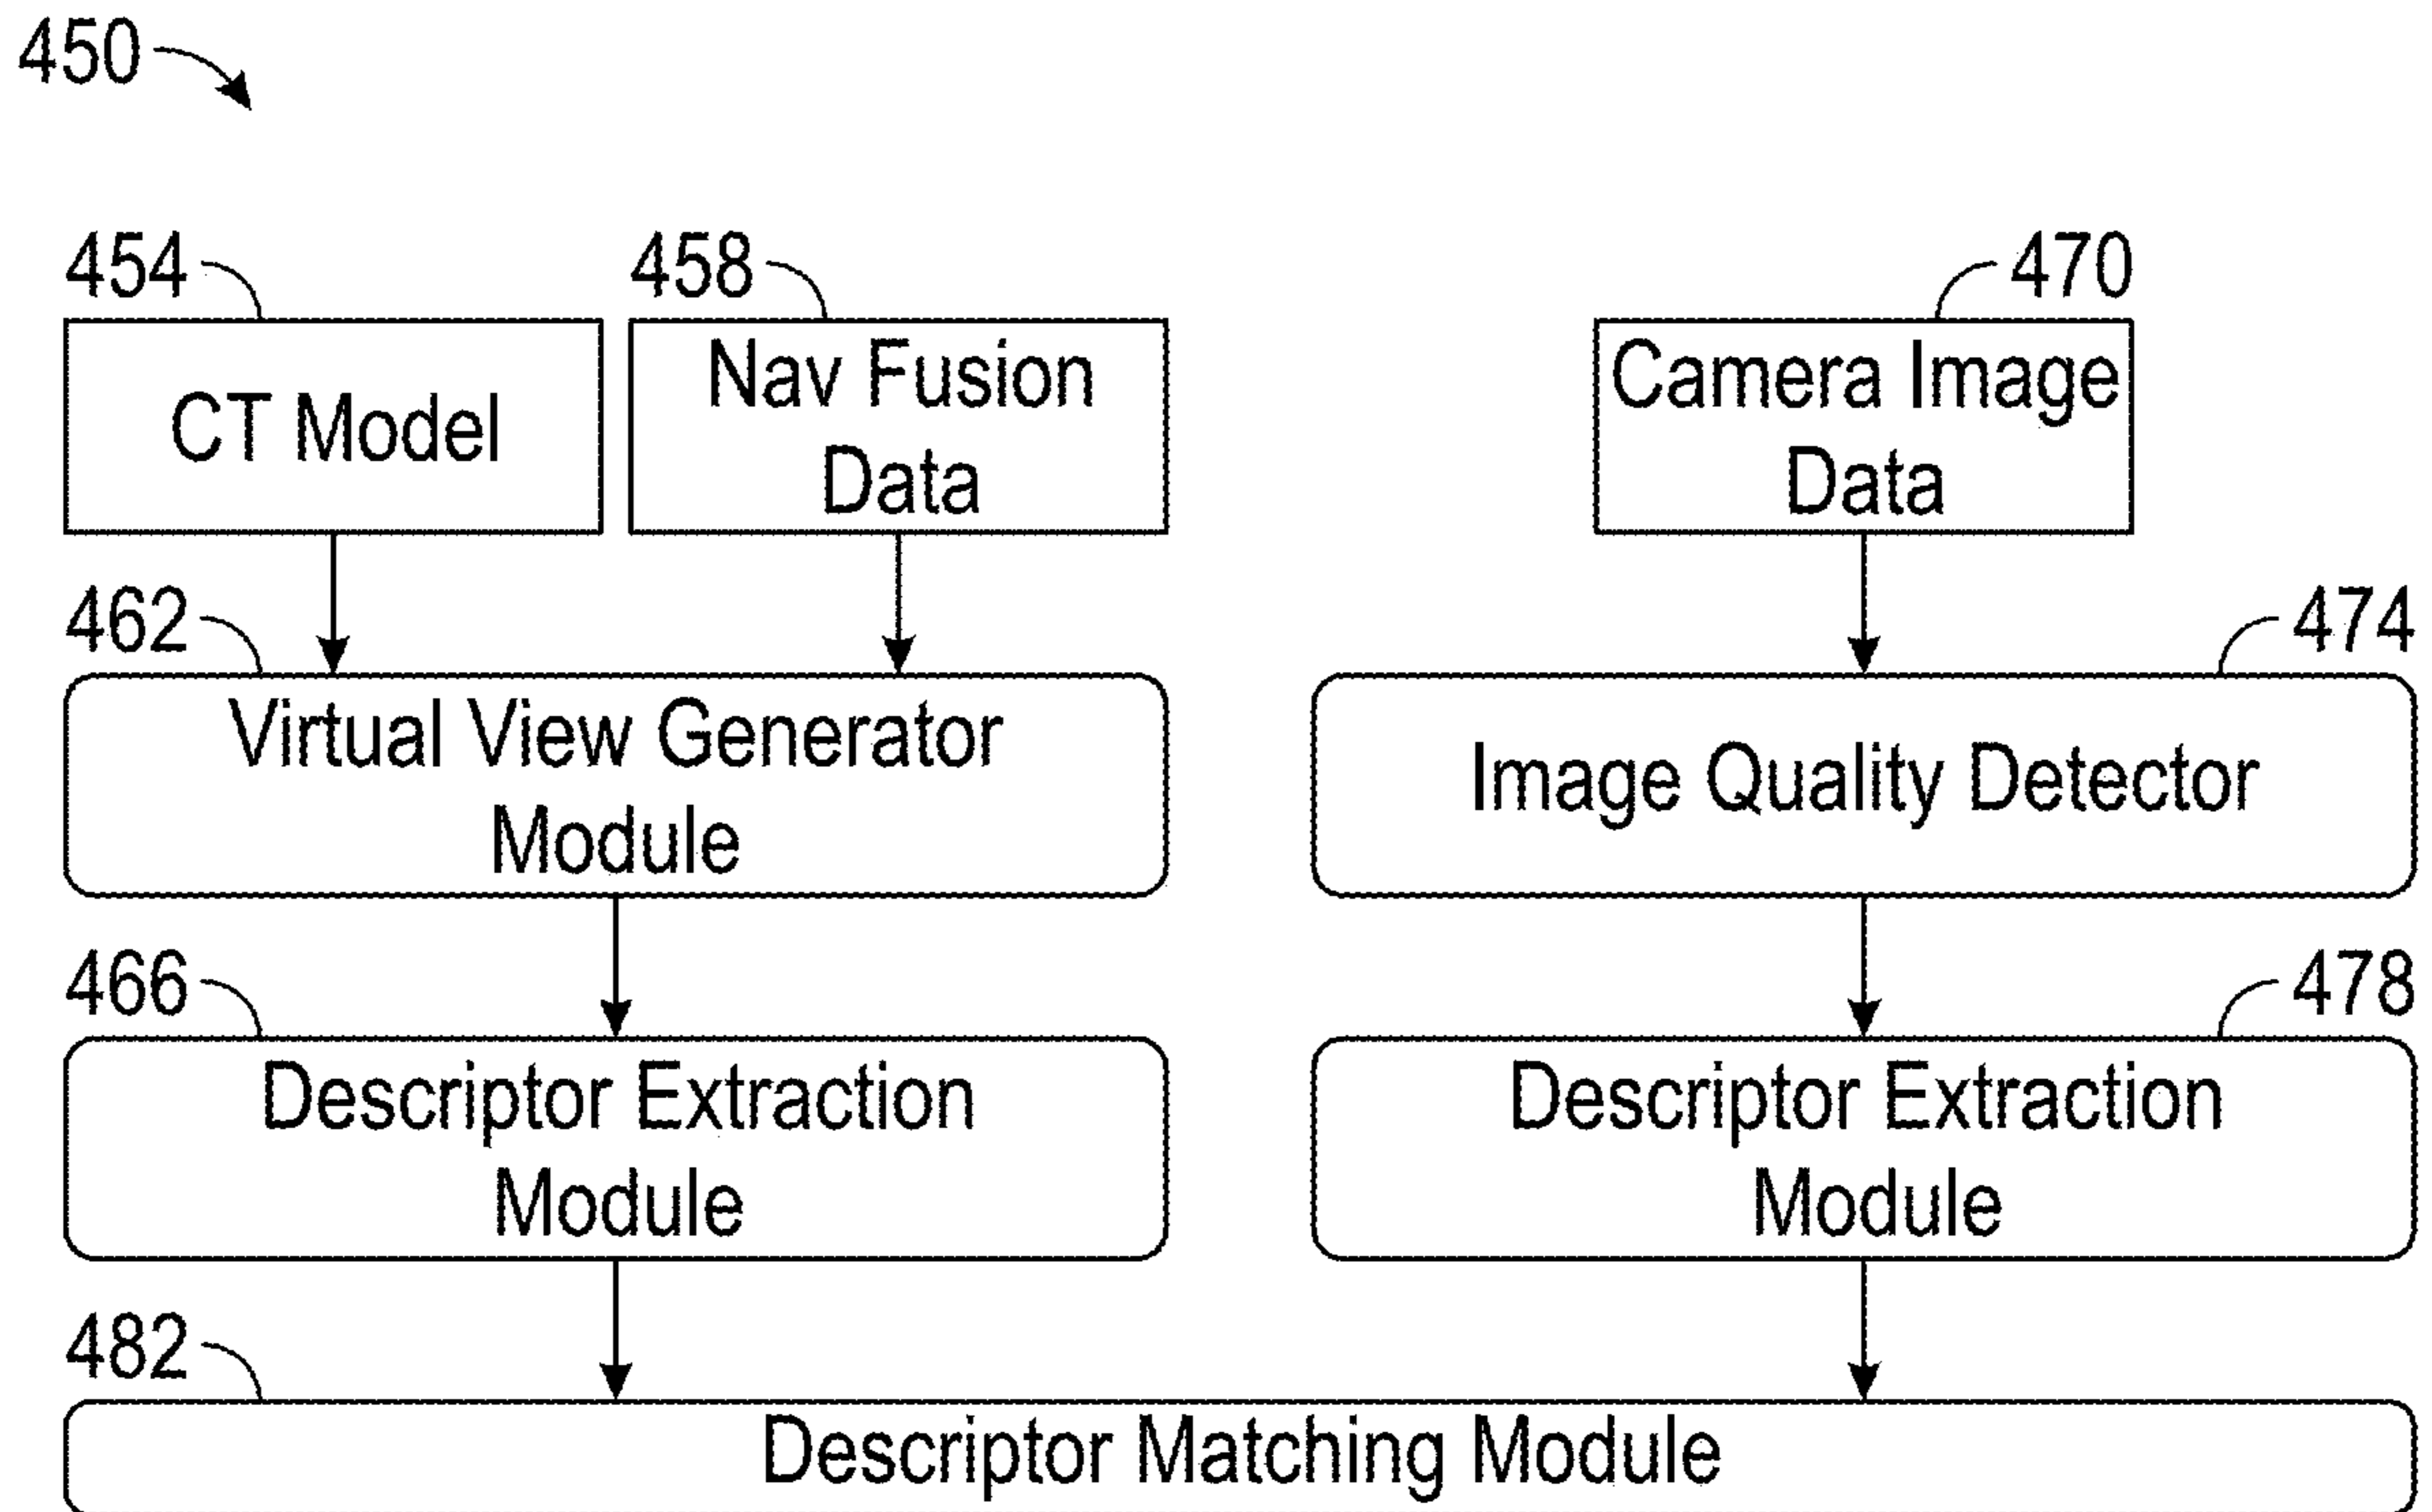 450
454
458
470
CT Model
Nav Fusion
Data
Camera Image
Data
462
474
Virtual View Generator
Module
Image Quality Detector
466
478
Descriptor Extraction
Module
Descriptor Extraction
Module
482
Descriptor Matching Module